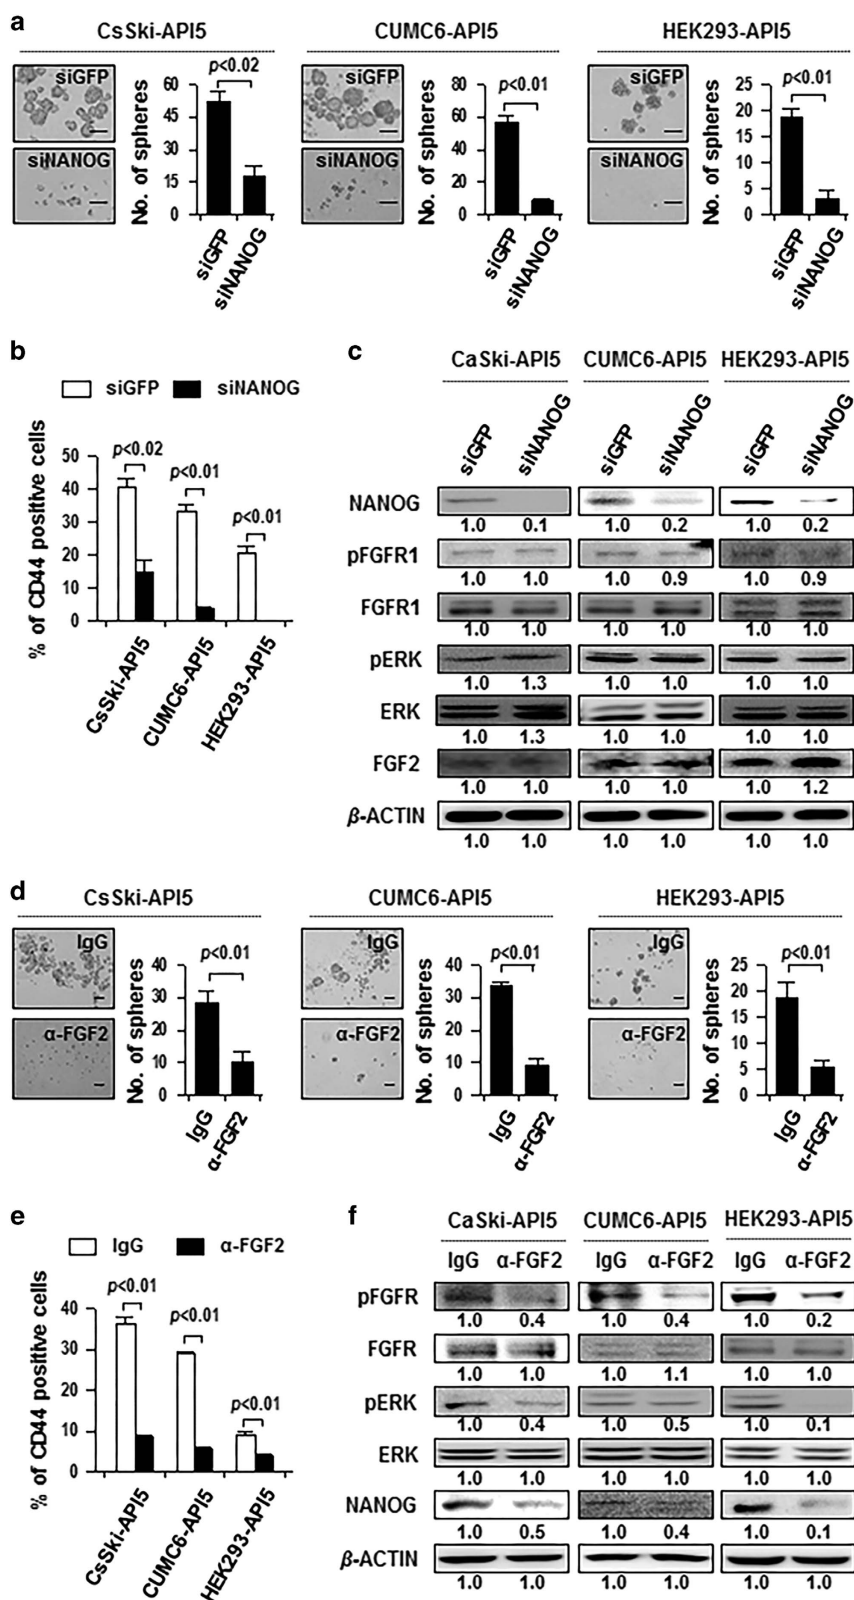 a
CsSki-API5 CUMC6-API5 HEK293-API5
siGFP
siNANOG
No. of spheres
60
45
30
15
0
p<0.02
siGFP
siNANOG
siGFP
siNANOG
No. of spheres
80
60
40
20
0
p<0.01
siGFP
siNANOG
siGFP
siNANOG
No. of spheres
25
20
15
10
5
0
p<0.01
siGFP
siNANOG
b
siGFP siNANOG
% of CD44 positive cells
50
40
30
20
10
0
p<0.02
p<0.01
p<0.01
CsSki-API5
CUMC6-API5
HEK293-API5
c
CaSki-API5 CUMC6-API5 HEK293-API5
siGFP siNANOG siGFP siNANOG siGFP siNANOG
NANOG
1.0 0.1 1.0 0.2 1.0 0.2
pFGFR1
1.0 1.0 1.0 0.9 1.0 0.9
FGFR1
1.0 1.0 1.0 1.0 1.0 1.0
pERK
1.0 1.3 1.0 1.0 1.0 1.0
ERK
1.0 1.3 1.0 1.0 1.0 1.0
FGF2
1.0 1.0 1.0 1.0 1.0 1.2
β-ACTIN
1.0 1.0 1.0 1.0 1.0 1.0
d
CsSki-API5 CUMC6-API5 HEK293-API5
IgG
α-FGF2
No. of spheres
40
30
20
10
0
p<0.01
IgG
α-FGF2
IgG
α-FGF2
No. of spheres
40
30
20
10
0
p<0.01
IgG
α-FGF2
IgG
α-FGF2
No. of spheres
25
20
15
10
5
0
p<0.01
IgG
α-FGF2
e
IgG α-FGF2
% of CD44 positive cells
40
30
20
10
0
p<0.01
p<0.01
p<0.01
CsSki-API5
CUMC6-API5
HEK293-API5
f
CaSki-API5 CUMC6-API5 HEK293-API5
IgG α-FGF2 IgG α-FGF2 IgG α-FGF2
pFGFR
1.0 0.4 1.0 0.4 1.0 0.2
FGFR
1.0 1.0 1.0 1.1 1.0 1.0
pERK
1.0 0.4 1.0 0.5 1.0 0.1
ERK
1.0 1.0 1.0 1.0 1.0 1.0
NANOG
1.0 0.5 1.0 0.4 1.0 0.1
β-ACTIN
1.0 1.0 1.0 1.0 1.0 1.0